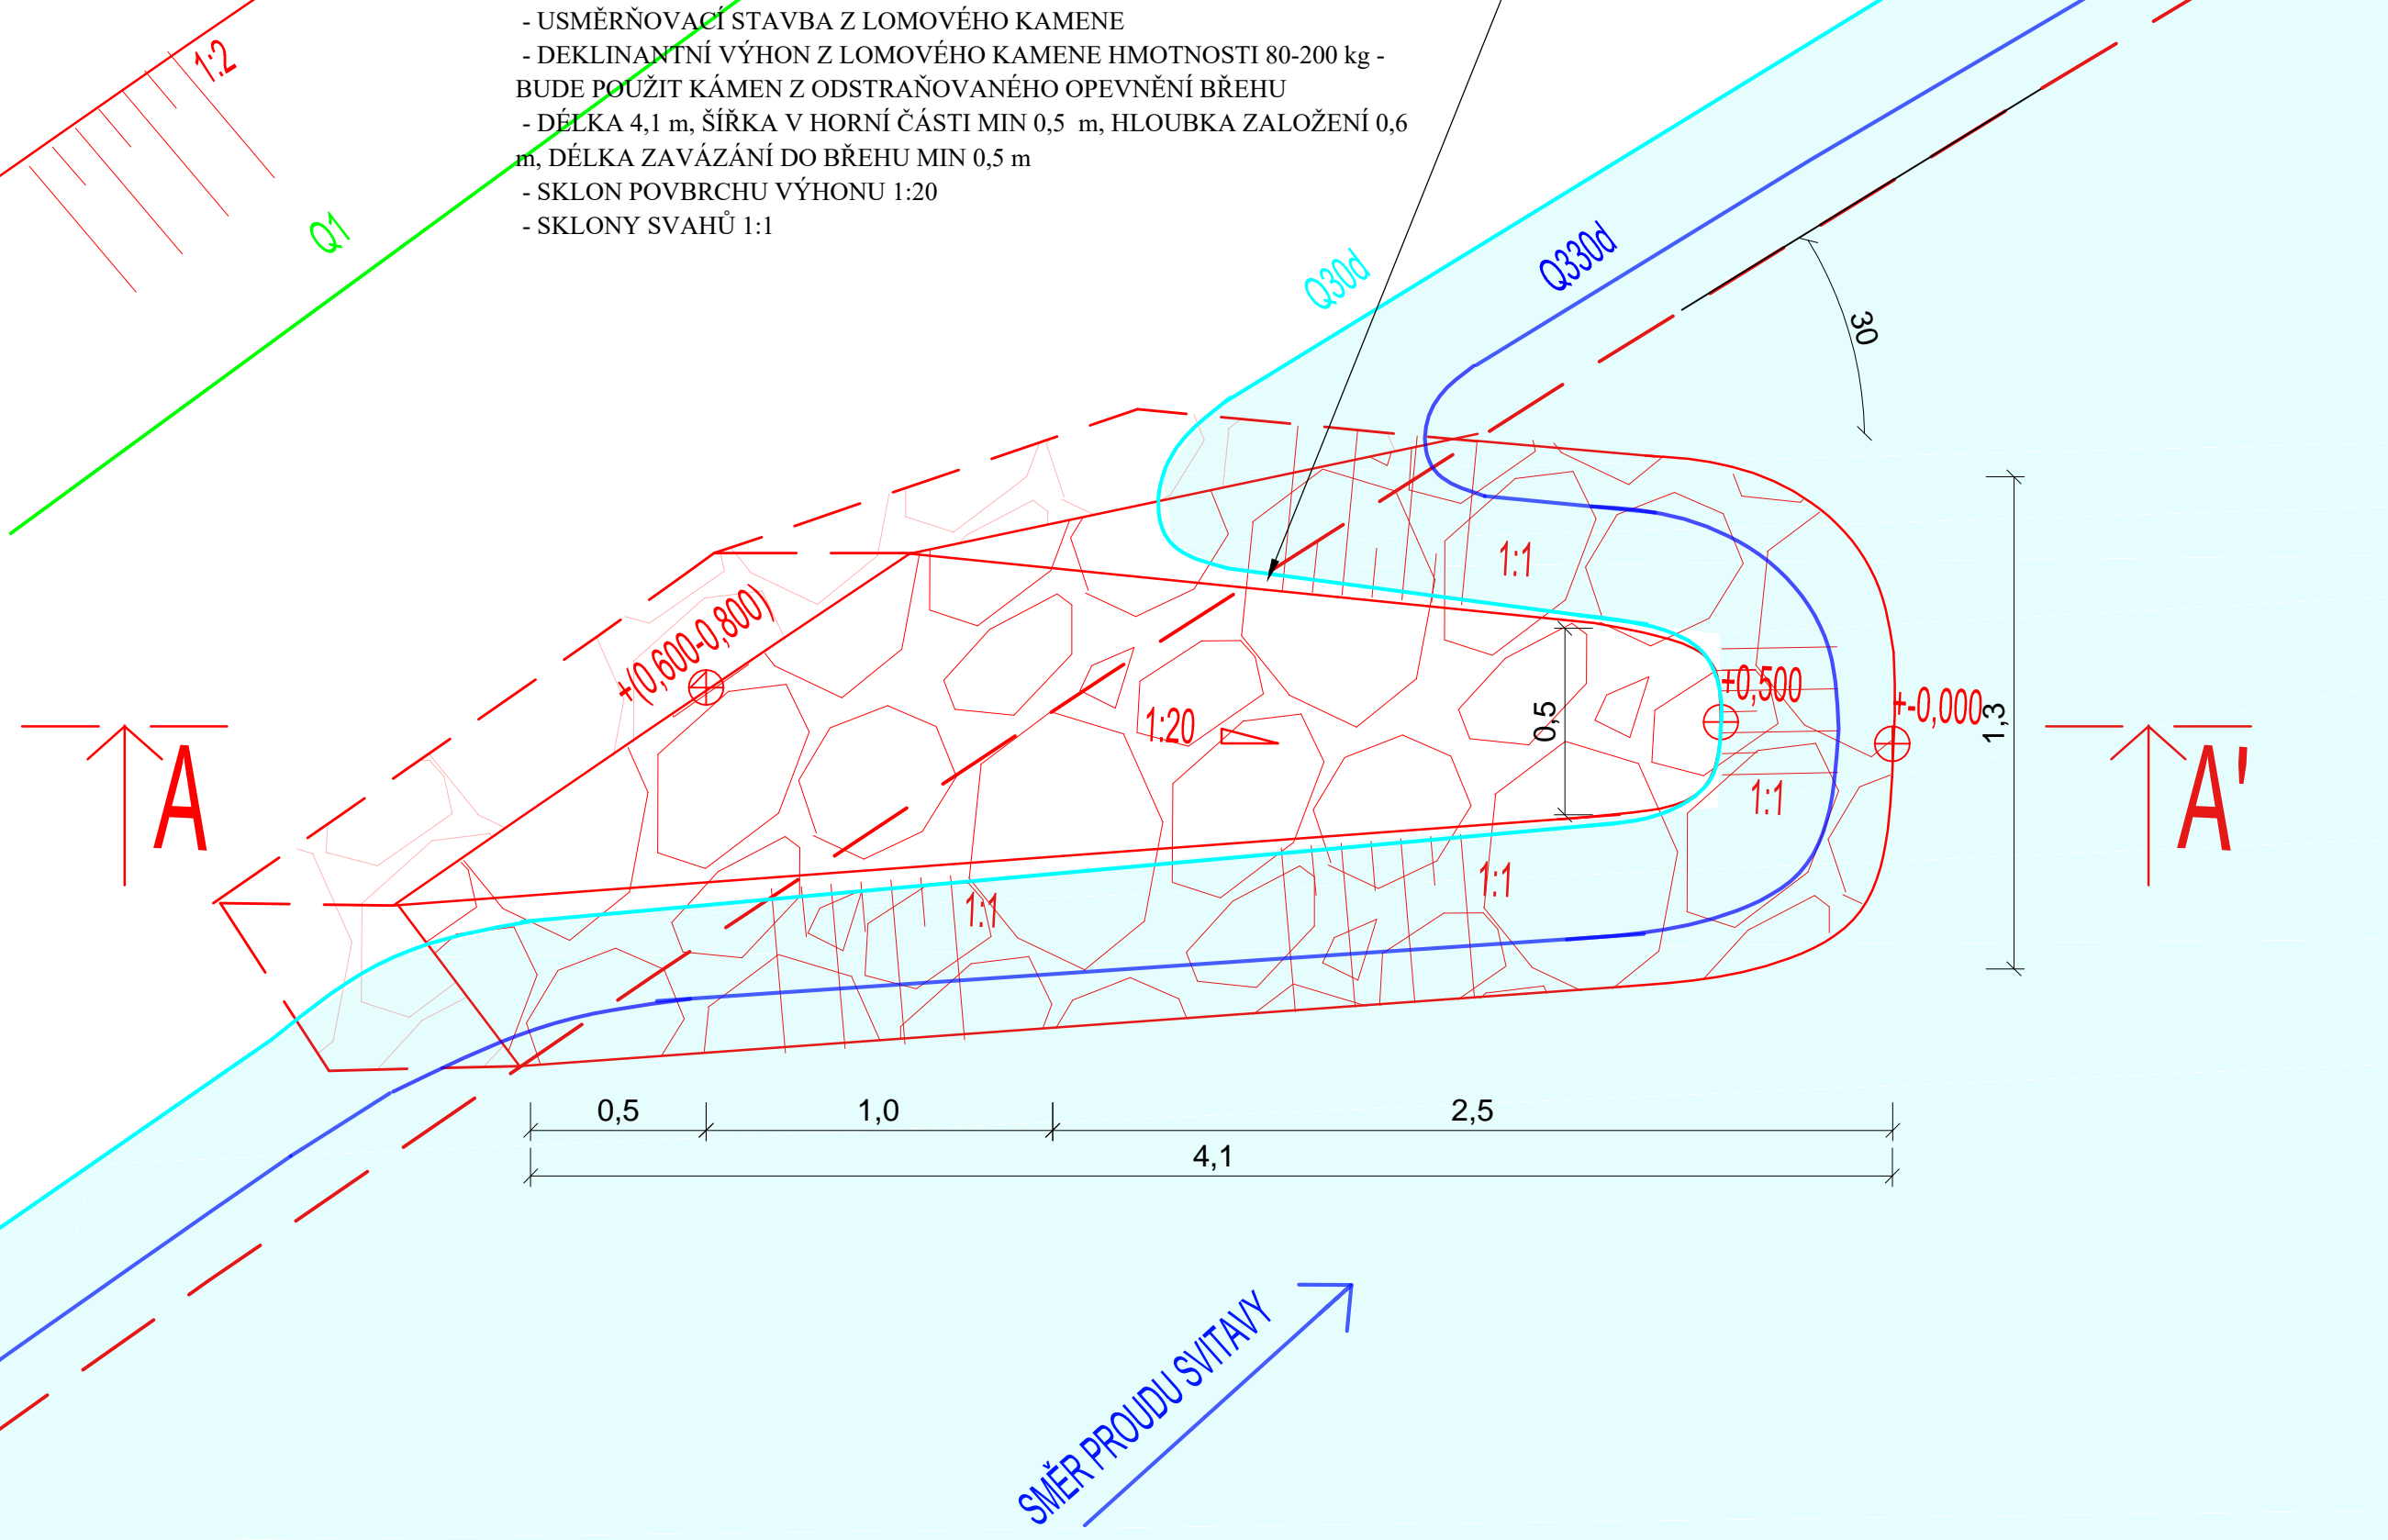 - USMĚRŇOVACÍ STAVBA Z LOMOVÉHO KAMENE
- DEKLINANTNÍ VÝHON Z LOMOVÉHO KAMENE HMOTNOSTI 80-200 kg -
BUDE POUŽIT KÁMEN Z ODSTRAŇOVANÉHO OPEVNĚNÍ BŘEHU
- DÉLKA 4,1 m, ŠÍŘKA V HORNÍ ČÁSTI MIN 0,5 m, HLOUBKA ZALOŽENÍ 0,6
m, DÉLKA ZAVÁZÁNÍ DO BŘEHU MIN 0,5 m
- SKLON POVBRCHU VÝHONU 1:20
- SKLONY SVAHŮ 1:1
1:2
Q1
Q30d
Q330d
30
1:1
+(0,600-0,800)
+0,500
+-0,000
1:20
0,5
1,3
A
A'
1:1
1:1
1:1
0,5
1,0
2,5
4,1
SMĚR PROUDU SVITAVY